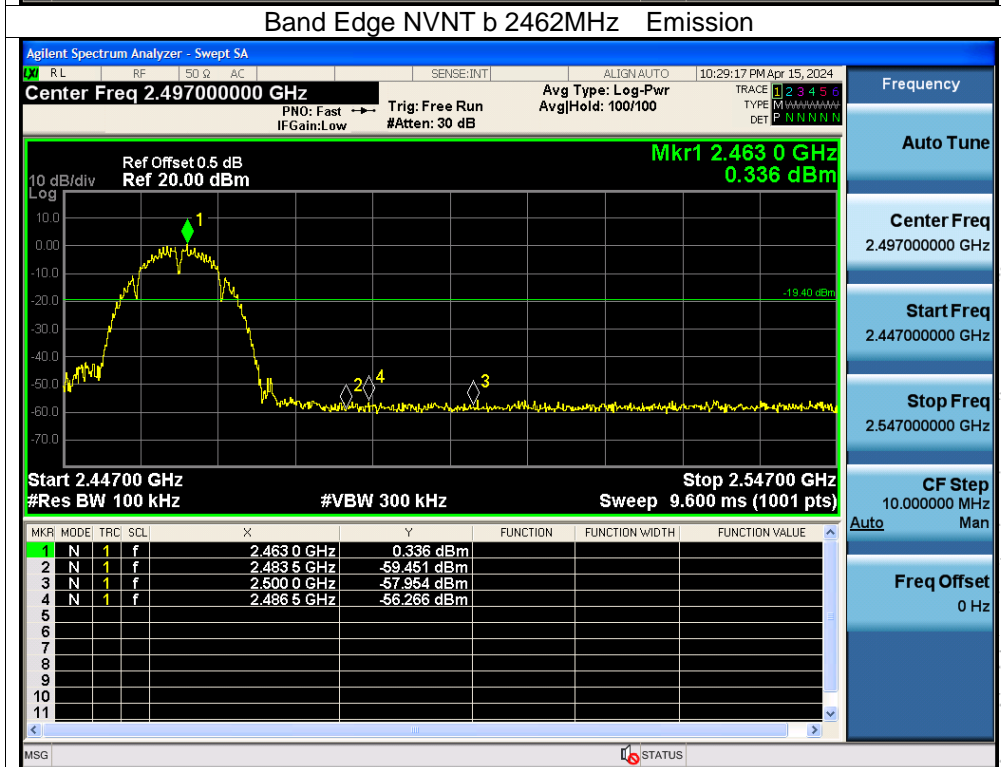 Band Edge NVNT b 2462MHz Emission
Agilent Spectrum Analyzer - Swept SA
LXI RL RF 50 Ω AC SENSE:INT ALIGN AUTO 10:29:17 PM Apr 15, 2024
Center Freq 2.497000000 GHz
PNO: Fast
IFGain:Low
Trig: Free Run
#Atten: 30 dB
Avg Type: Log-Pwr
Avg|Hold: 100/100
TRACE 1 2 3 4 5 6
TYPE M WWWWW
DET P N N N N N
Ref Offset 0.5 dB
Ref 20.00 dBm
10 dB/div
Log
Mkr1 2.463 0 GHz
0.336 dBm
10.0
0.00
-10.0
-20.0
-30.0
-40.0
-50.0
-60.0
-70.0
1
2
4
3
-19.40 dBm
Start 2.44700 GHz
Stop 2.54700 GHz
#Res BW 100 kHz #VBW 300 kHz Sweep 9.600 ms (1001 pts)
MKR MODE TRC SCL X Y FUNCTION FUNCTION WIDTH FUNCTION VALUE
1 N 1 f 2.463 0 GHz 0.336 dBm
2 N 1 f 2.483 5 GHz -59.451 dBm
3 N 1 f 2.500 0 GHz -57.954 dBm
4 N 1 f 2.486 5 GHz -56.266 dBm
5
6
7
8
9
10
11
MSG STATUS
Frequency
Auto Tune
Center Freq
2.497000000 GHz
Start Freq
2.447000000 GHz
Stop Freq
2.547000000 GHz
CF Step
10.000000 MHz
Auto Man
Freq Offset
0 Hz